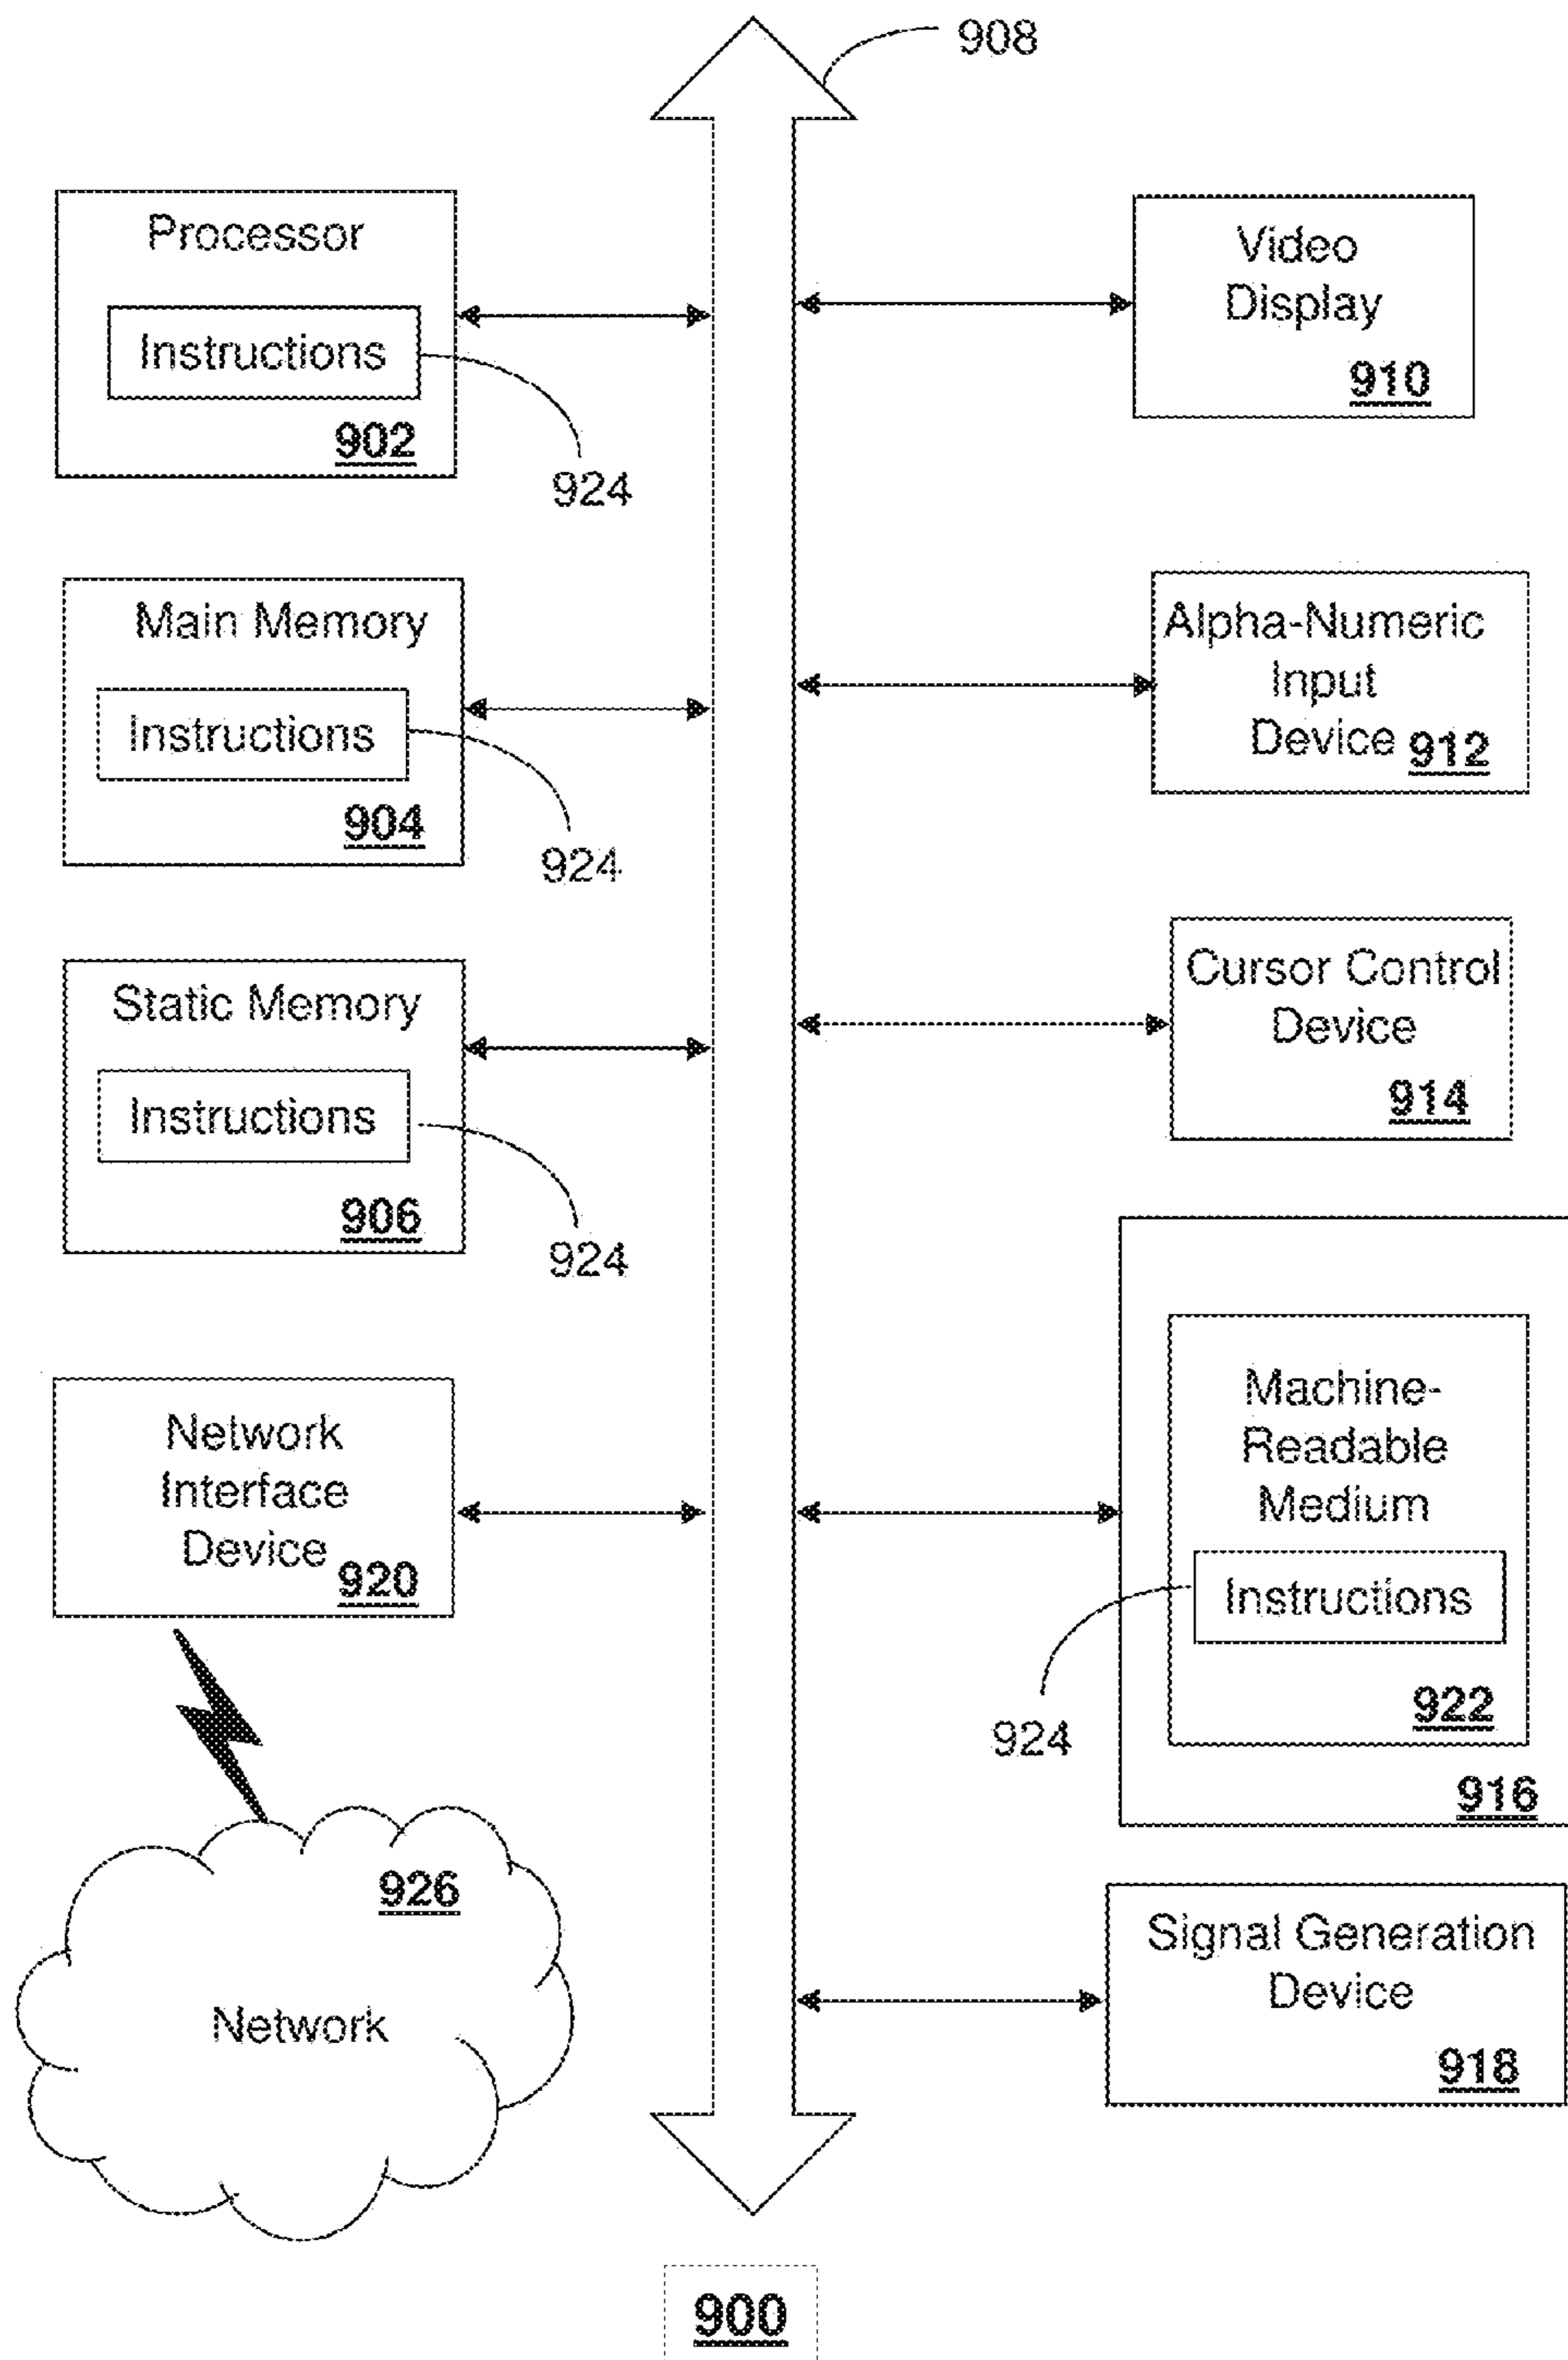 908
Processor
Instructions
902
924
Main Memory
Instructions
904
924
Static Memory
Instructions
906
924
Network
Interface
Device
920
926
Network
Video
Display
910
Alpha-Numeric
Input
Device 912
Cursor Control
Device
914
Machine-
Readable
Medium
Instructions
922
924
916
Signal Generation
Device
918
900